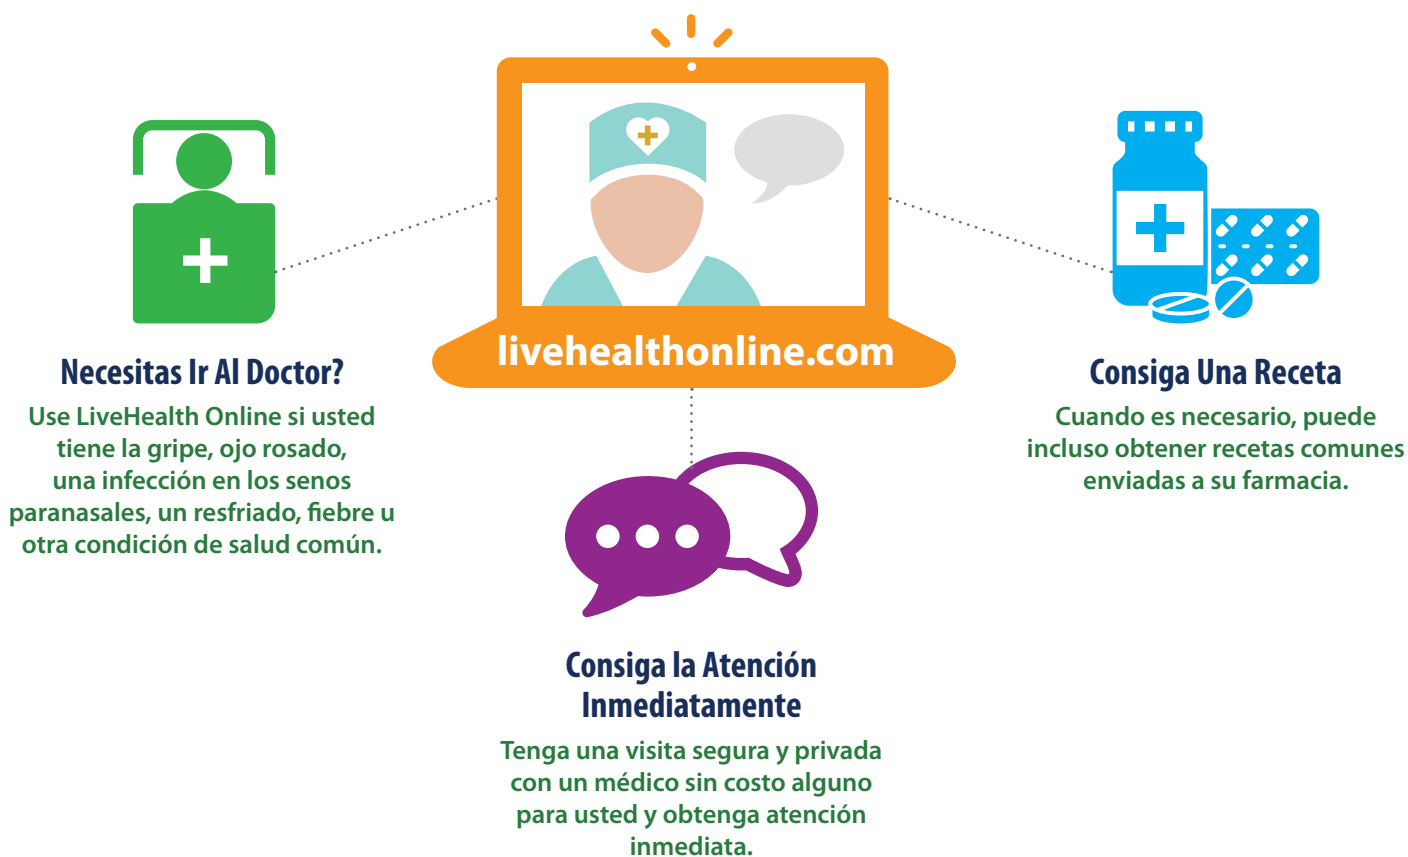 livehealthonline.com
Necesitas Ir Al Doctor?
Use LiveHealth Online si usted
tiene la gripe, ojo rosado,
una infección en los senos
paranasales, un resfriado, fiebre u
otra condición de salud común.
Consiga la Atención
Inmediatamente
Tenga una visita segura y privada
con un médico sin costo alguno
para usted y obtenga atención
inmediata.
Consiga Una Receta
Cuando es necesario, puede
incluso obtener recetas comunes
enviadas a su farmacia.